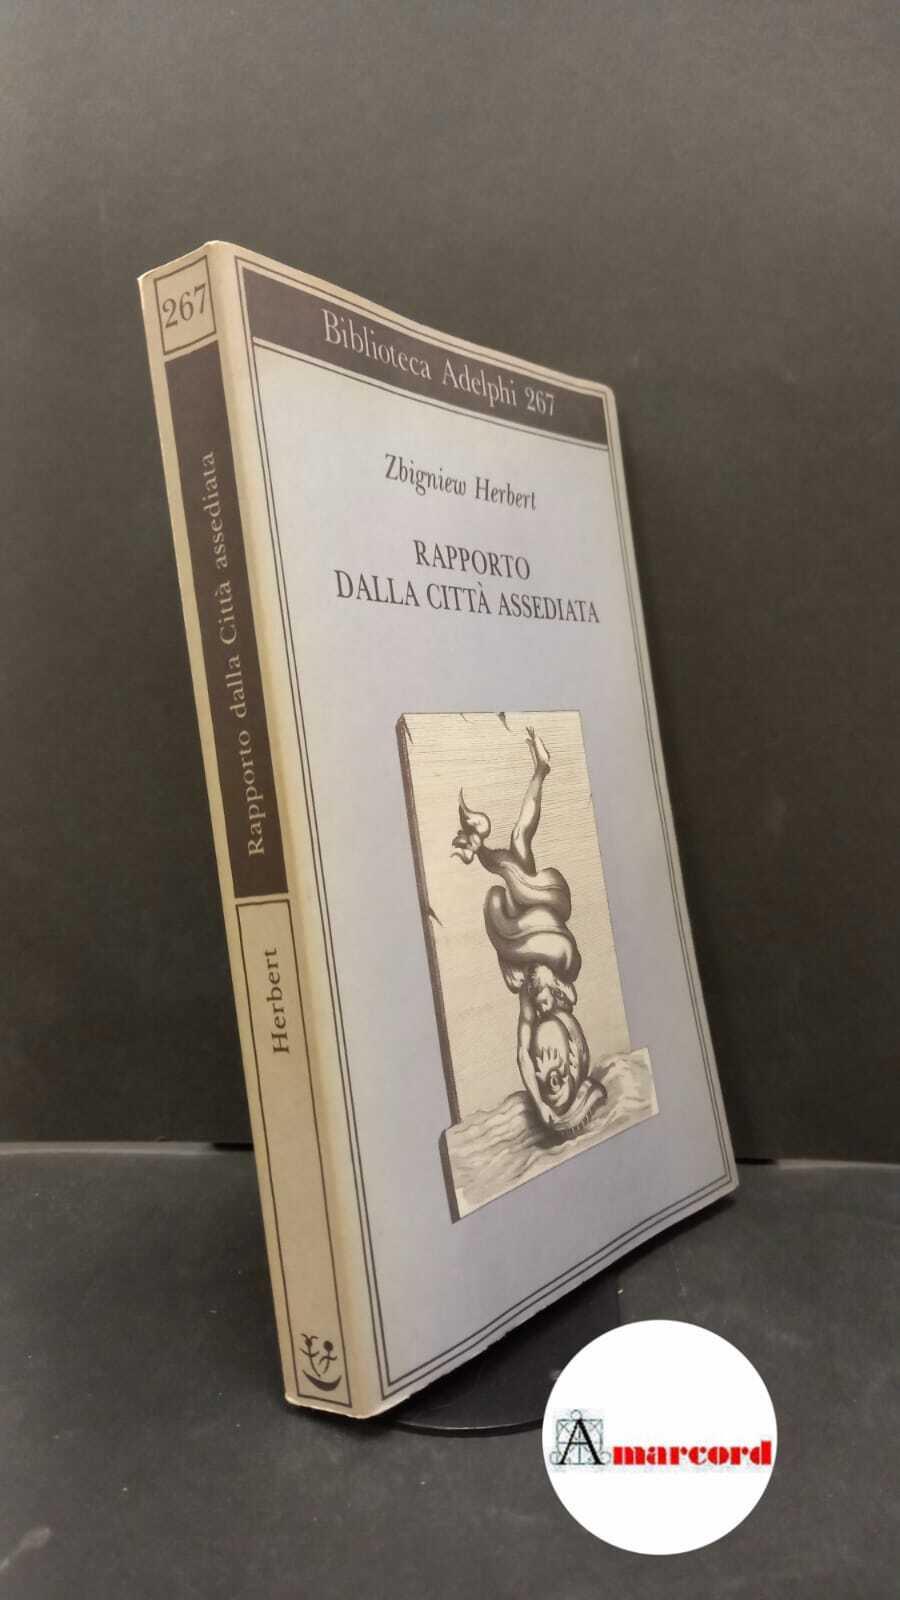 267
Rapporto dalla Città assediata
Herbert
Biblioteca Adelphi 267
Zbigniew Herbert
RAPPORTO
DALLA CITTÀ ASSEDIATA
Amarcord